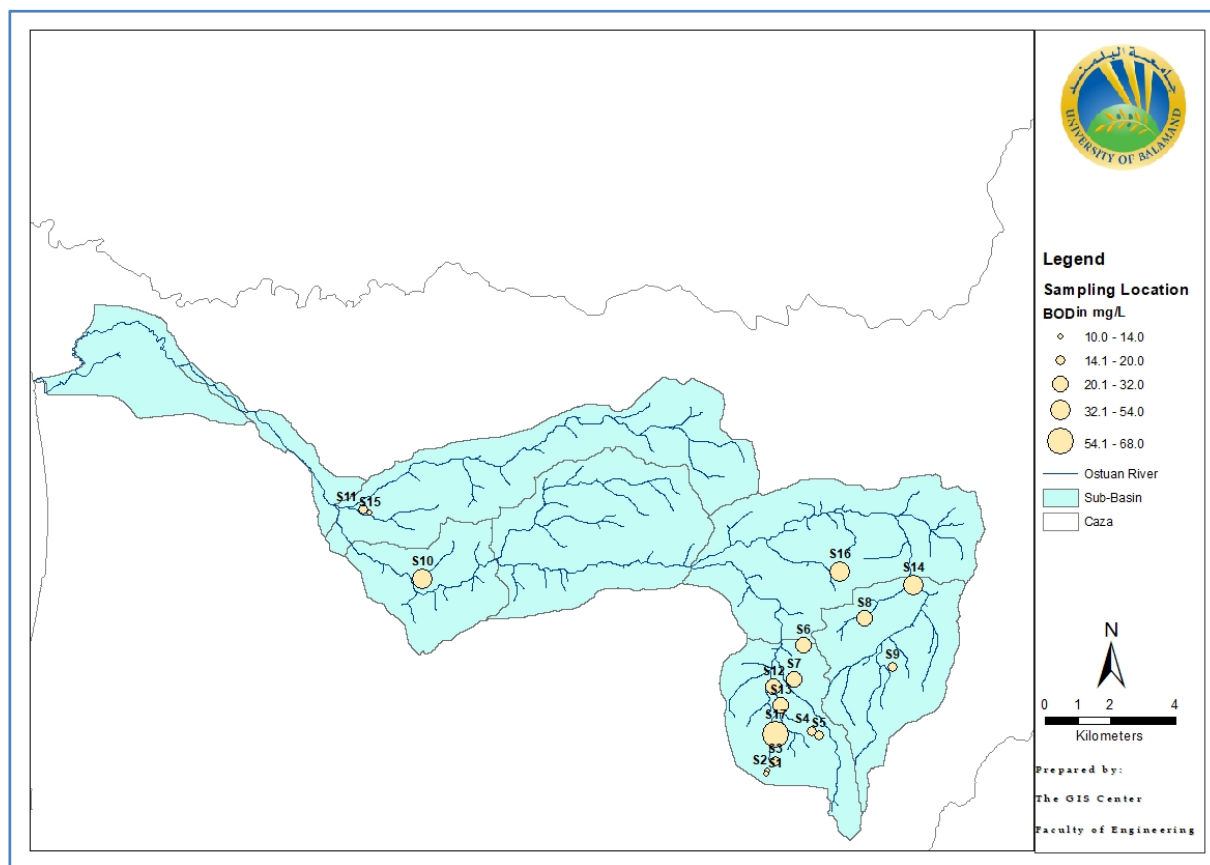 جامعة البلمند
UNIVERSITY OF BALAMAND
Legend
Sampling Location
BOD in mg/L
10.0 - 14.0
14.1 - 20.0
20.1 - 32.0
32.1 - 54.0
54.1 - 68.0
Ostuan River
Sub-Basin
Caza
S11
S15
S10
S16
S14
S8
S6
S9
S7
S12
S13
S17
S4
S5
S3
S2
S1
N
0 1 2 4
Kilometers
Prepared by:
The GIS Center
Faculty of Engineering